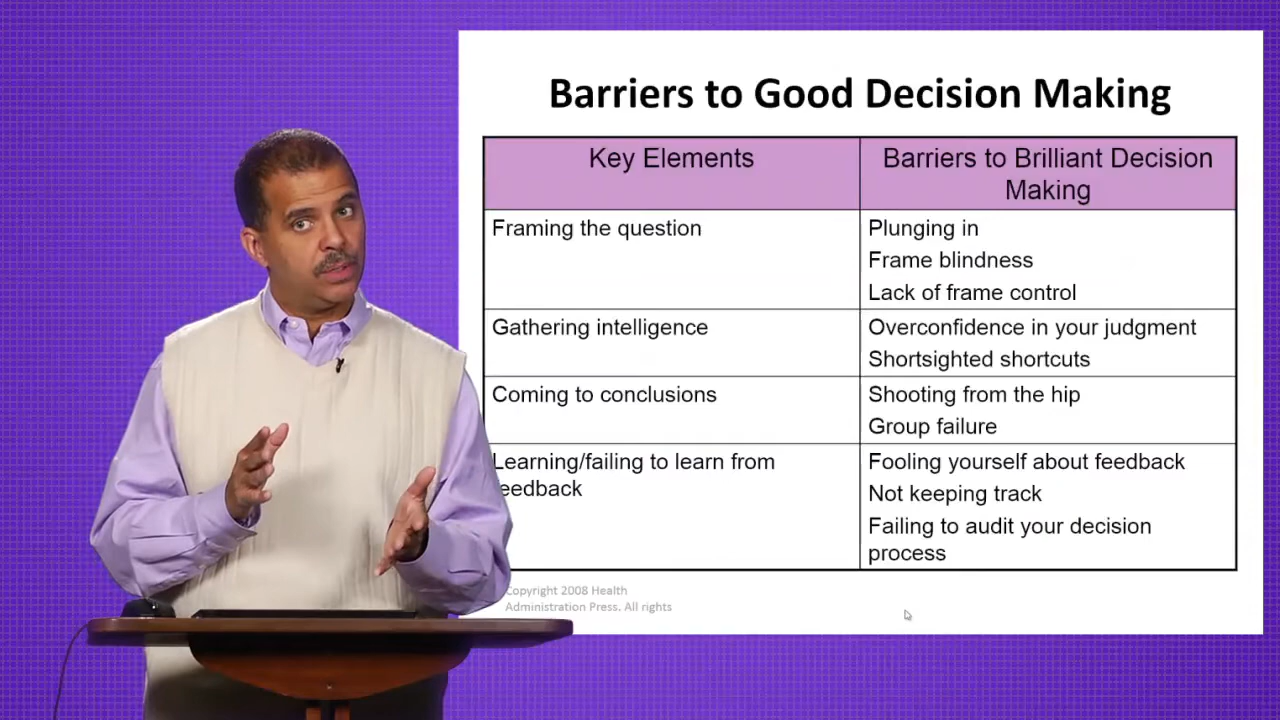 Barriers to Good Decision Making
Key Elements
Barriers to Brilliant Decision
Making
Framing the question
Plunging in
Frame blindness
Lack of frame control
Gathering intelligence
Overconfidence in your judgment
Shortsighted shortcuts
Coming to conclusions
Shooting from the hip
Group failure
Learning/failing to learn from
eedback
Fooling yourself about feedback
Not keeping track
Failing to audit your decision
process
Copyright 2008 Health
Administration Press. All rights